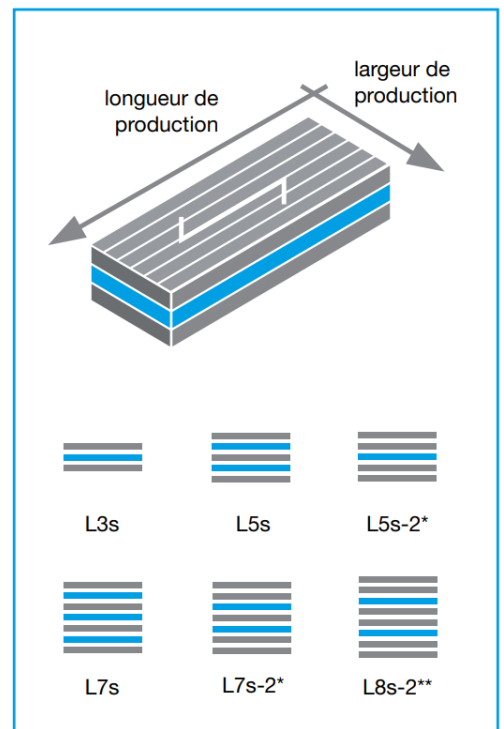 longueur de
production
largeur de
production
L3s
L5s
L5s-2*
L7s
L7s-2*
L8s-2**